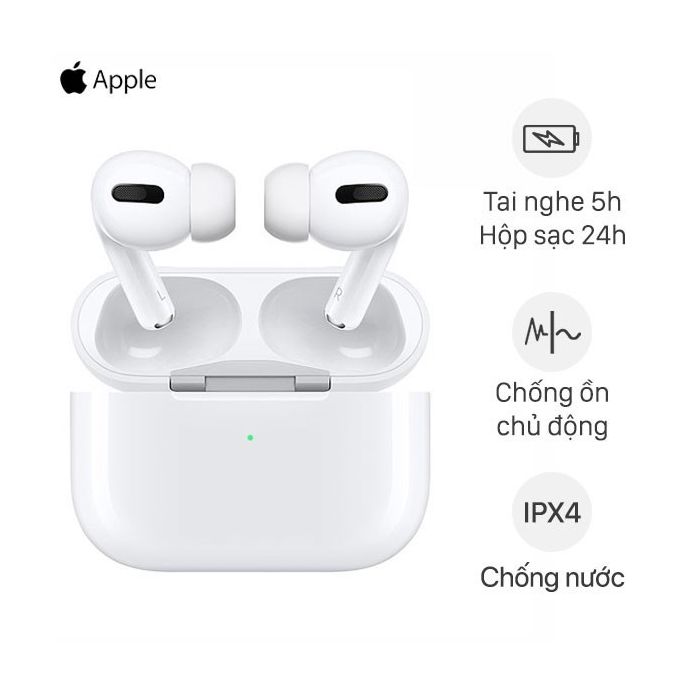 Apple
L
R
Tai nghe 5h
Hộp sạc 24h
Chống ồn
chủ động
IPX4
Chống nước